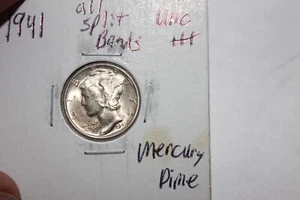 1941
all
split
Bands
Unc
Mercury
Dime